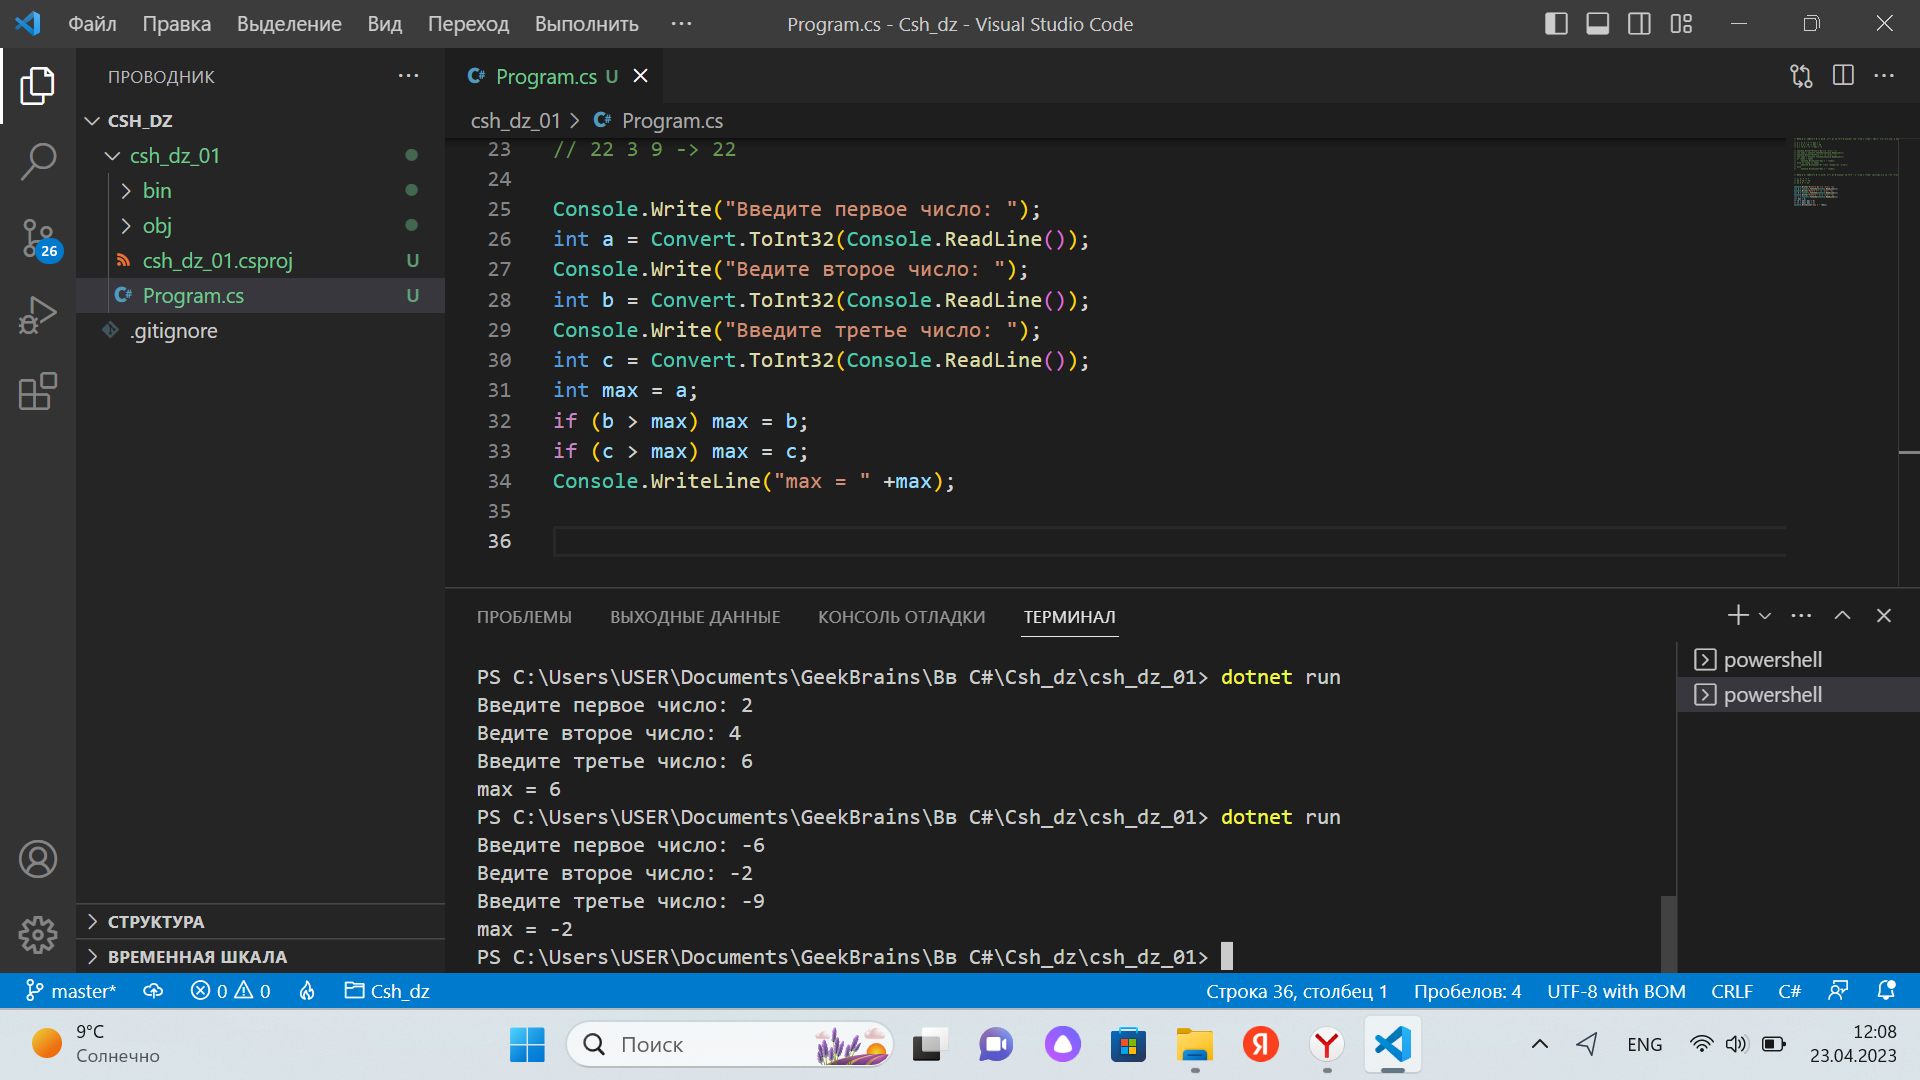 Файл Правка Выделение Вид Переход Выполнить ··· Program.cs - Csh_dz - Visual Studio Code
ПРОВОДНИК ···
CSH_DZ
csh_dz_01
bin
obj
csh_dz_01.csproj U
Program.cs U
.gitignore
26
СТРУКТУРА
ВРЕМЕННАЯ ШКАЛА
C# Program.cs U
csh_dz_01 > C# Program.cs
23 // 22 3 9 -> 22
24
25 Console.Write("Введите первое число: ");
26 int a = Convert.ToInt32(Console.ReadLine());
27 Console.Write("Ведите второе число: ");
28 int b = Convert.ToInt32(Console.ReadLine());
29 Console.Write("Введите третье число: ");
30 int c = Convert.ToInt32(Console.ReadLine());
31 int max = a;
32 if (b > max) max = b;
33 if (c > max) max = c;
34 Console.WriteLine("max = " +max);
35
36
ПРОБЛЕМЫ ВЫХОДНЫЕ ДАННЫЕ КОНСОЛЬ ОТЛАДКИ ТЕРМИНАЛ
PS C:\Users\USER\Documents\GeekBrains\Вв C#\Csh_dz\csh_dz_01> dotnet run
Введите первое число: 2
Ведите второе число: 4
Введите третье число: 6
max = 6
PS C:\Users\USER\Documents\GeekBrains\Вв C#\Csh_dz\csh_dz_01> dotnet run
Введите первое число: -6
Ведите второе число: -2
Введите третье число: -9
max = -2
PS C:\Users\USER\Documents\GeekBrains\Вв C#\Csh_dz\csh_dz_01>
powershell
powershell
master* 0 0 Csh_dz Строка 36, столбец 1 Пробелов: 4 UTF-8 with BOM CRLF C#
9°C
Солнечно
Поиск
Я
ENG
12:08
23.04.2023